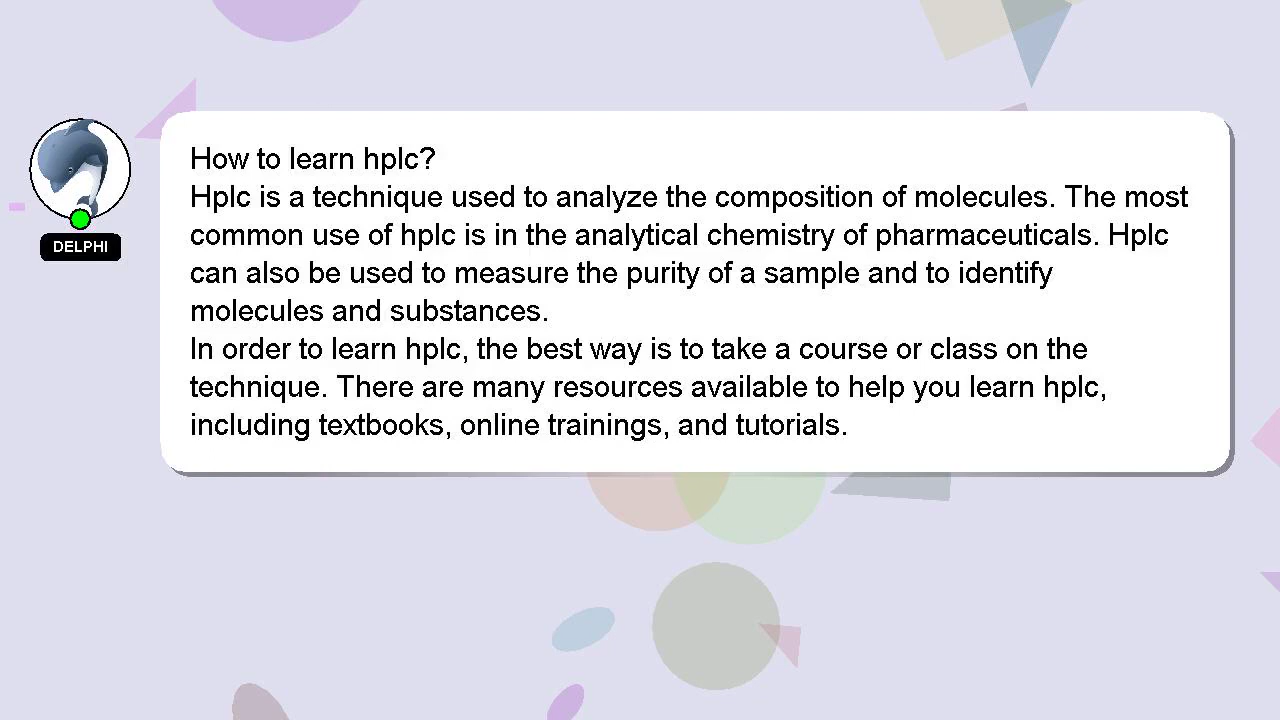 How to learn hplc?
Hplc is a technique used to analyze the composition of molecules. The most
common use of hplc is in the analytical chemistry of pharmaceuticals. Hplc
can also be used to measure the purity of a sample and to identify
molecules and substances.
In order to learn hplc, the best way is to take a course or class on the
technique. There are many resources available to help you learn hplc,
including textbooks, online trainings, and tutorials.
DELPHI